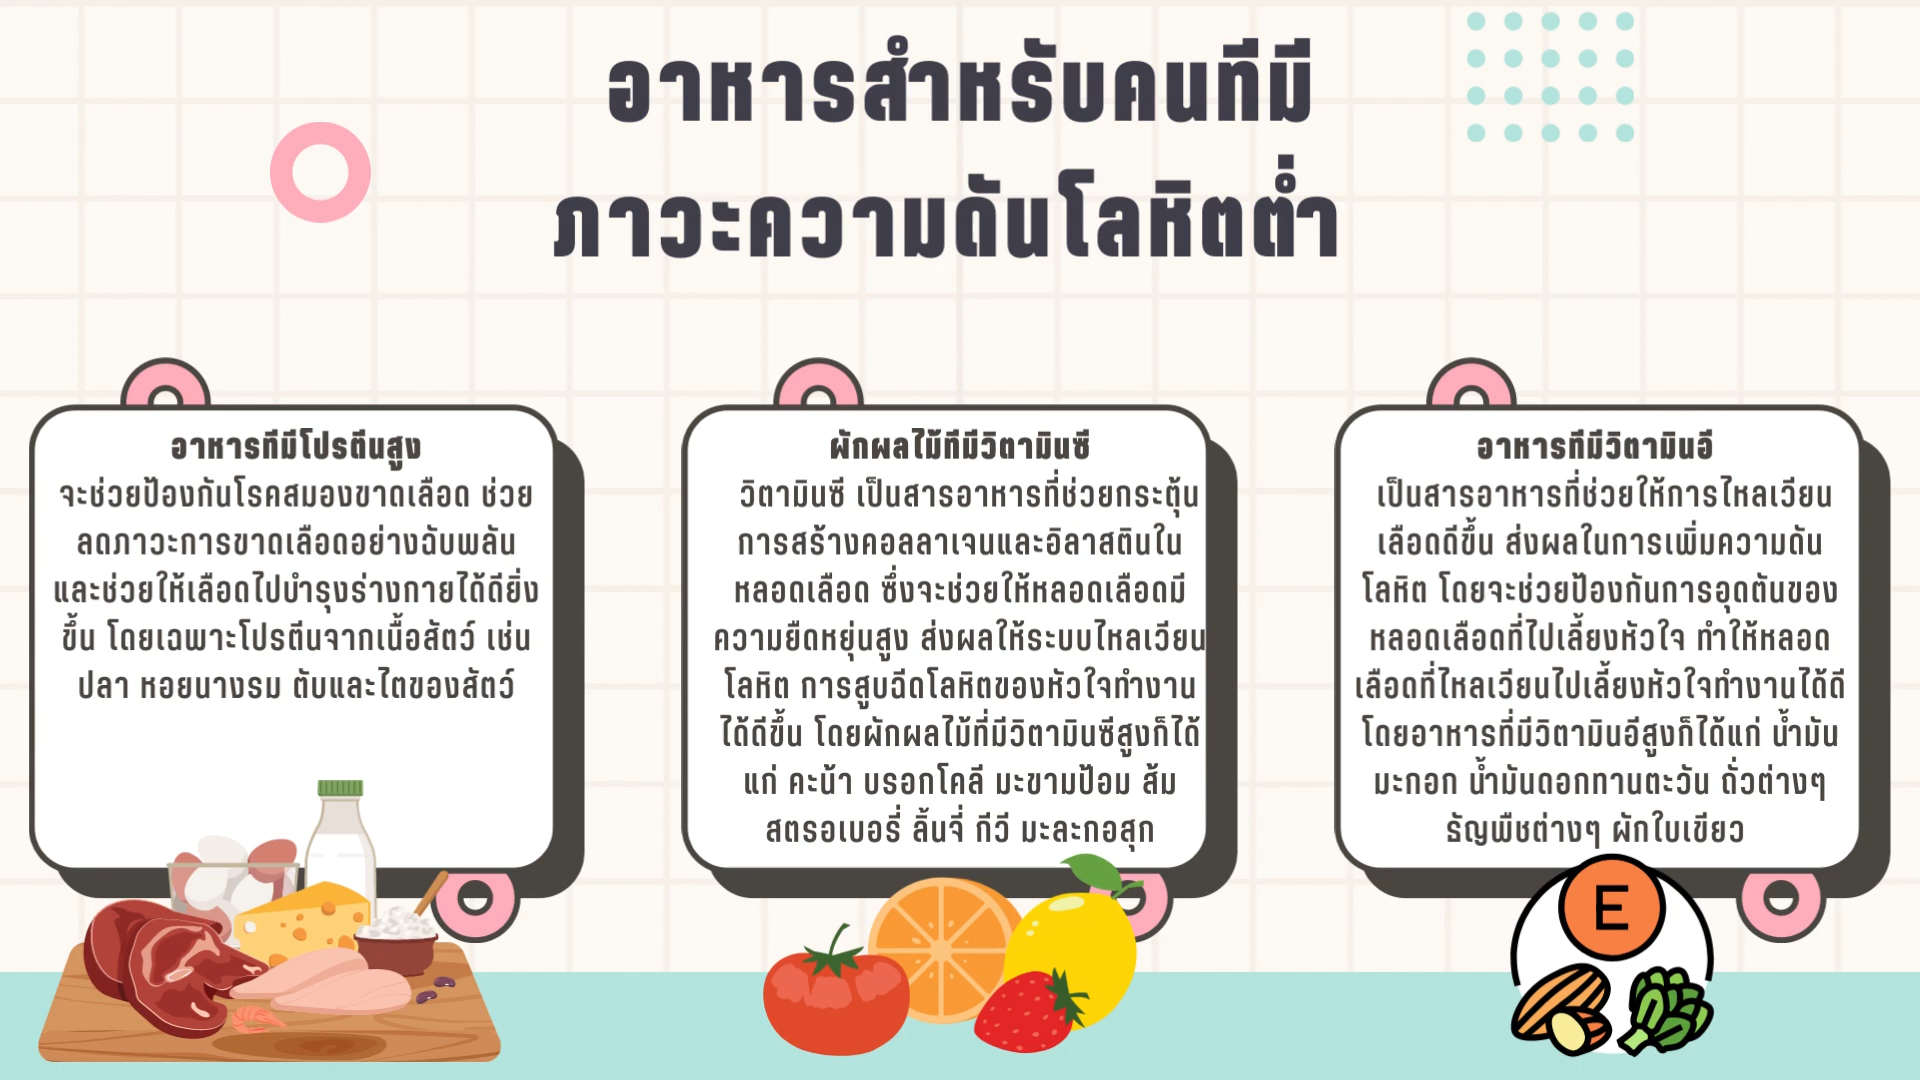 อาหารสำหรับคนที่มี
ภาวะความดันโลหิตต่ำ
อาหารที่มีโปรตีนสูง
จะช่วยป้องกันโรคสมองขาดเลือด ช่วย
ลดภาวะการขาดเลือดอย่างฉับพลัน
และช่วยให้เลือดไปบำรุงร่างกายได้ดียิ่ง
ขึ้น โดยเฉพาะโปรตีนจากเนื้อสัตว์ เช่น
ปลา หอยนางรม ตับและไตของสัตว์
ผักผลไม้ที่มีวิตามินซี
วิตามินซี เป็นสารอาหารที่ช่วยกระตุ้น
การสร้างคอลลาเจนและอิลาสตินใน
หลอดเลือด ซึ่งจะช่วยให้หลอดเลือดมี
ความยืดหยุ่นสูง ส่งผลให้ระบบไหลเวียน
โลหิต การสูบฉีดโลหิตของหัวใจทำงาน
ได้ดีขึ้น โดยผักผลไม้ที่มีวิตามินซีสูงก็ได้
แก่ คะน้า บรอกโคลี มะขามป้อม ส้ม
สตรอเบอรี่ ลิ้นจี่ กีวี มะละกอสุก
อาหารที่มีวิตามินอี
เป็นสารอาหารที่ช่วยให้การไหลเวียน
เลือดดีขึ้น ส่งผลในการเพิ่มความดัน
โลหิต โดยจะช่วยป้องกันการอุดตันของ
หลอดเลือดที่ไปเลี้ยงหัวใจ ทำให้หลอด
เลือดที่ไหลเวียนไปเลี้ยงหัวใจทำงานได้ดี
โดยอาหารที่มีวิตามินอีสูงก็ได้แก่ น้ำมัน
มะกอก น้ำมันดอกทานตะวัน ถั่วต่างๆ
ธัญพืชต่างๆ ผักใบเขียว
E